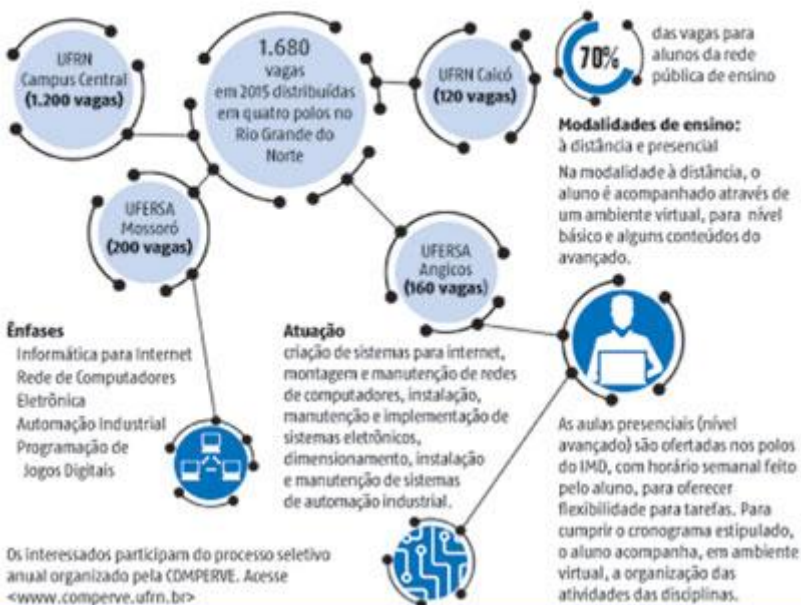 UFRN
Campus Central
(1.200 vagas)
1.680
vagas
em 2015 distribuídas
em quatro polos no
Rio Grande do
Norte
UFRN Caicó
(120 vagas)
70%
das vagas para
alunos da rede
pública de ensino
UFERSA
Mossoró
(200 vagas)
UFERSA
Angicos
(160 vagas)
Modalidades de ensino:
à distância e presencial
Na modalidade à distância, o
aluno é acompanhado através de
um ambiente virtual, para nível
básico e alguns conteúdos do
avançado.
Ênfases
Informática para Internet
Rede de Computadores
Eletrônica
Automação Industrial
Programação de
Jogos Digitais
Atuação
criação de sistemas para internet,
montagem e manutenção de redes
de computadores, instalação,
manutenção e implementação de
sistemas eletrônicos,
dimensionamento, instalação
e manutenção de sistemas
de automação industrial.
As aulas presenciais (nível
avançado) são ofertadas nos polos
do IMD, com horário semanal feito
pelo aluno, para oferecer
flexibilidade para tarefas. Para
cumprir o cronograma estipulado,
o aluno acompanha, em ambiente
virtual, a organização das
atividades das disciplinas.
Os interessados participam do processo seletivo
anual organizado pela COMPERVE. Acesse
<www.comperve.ufrn.br>